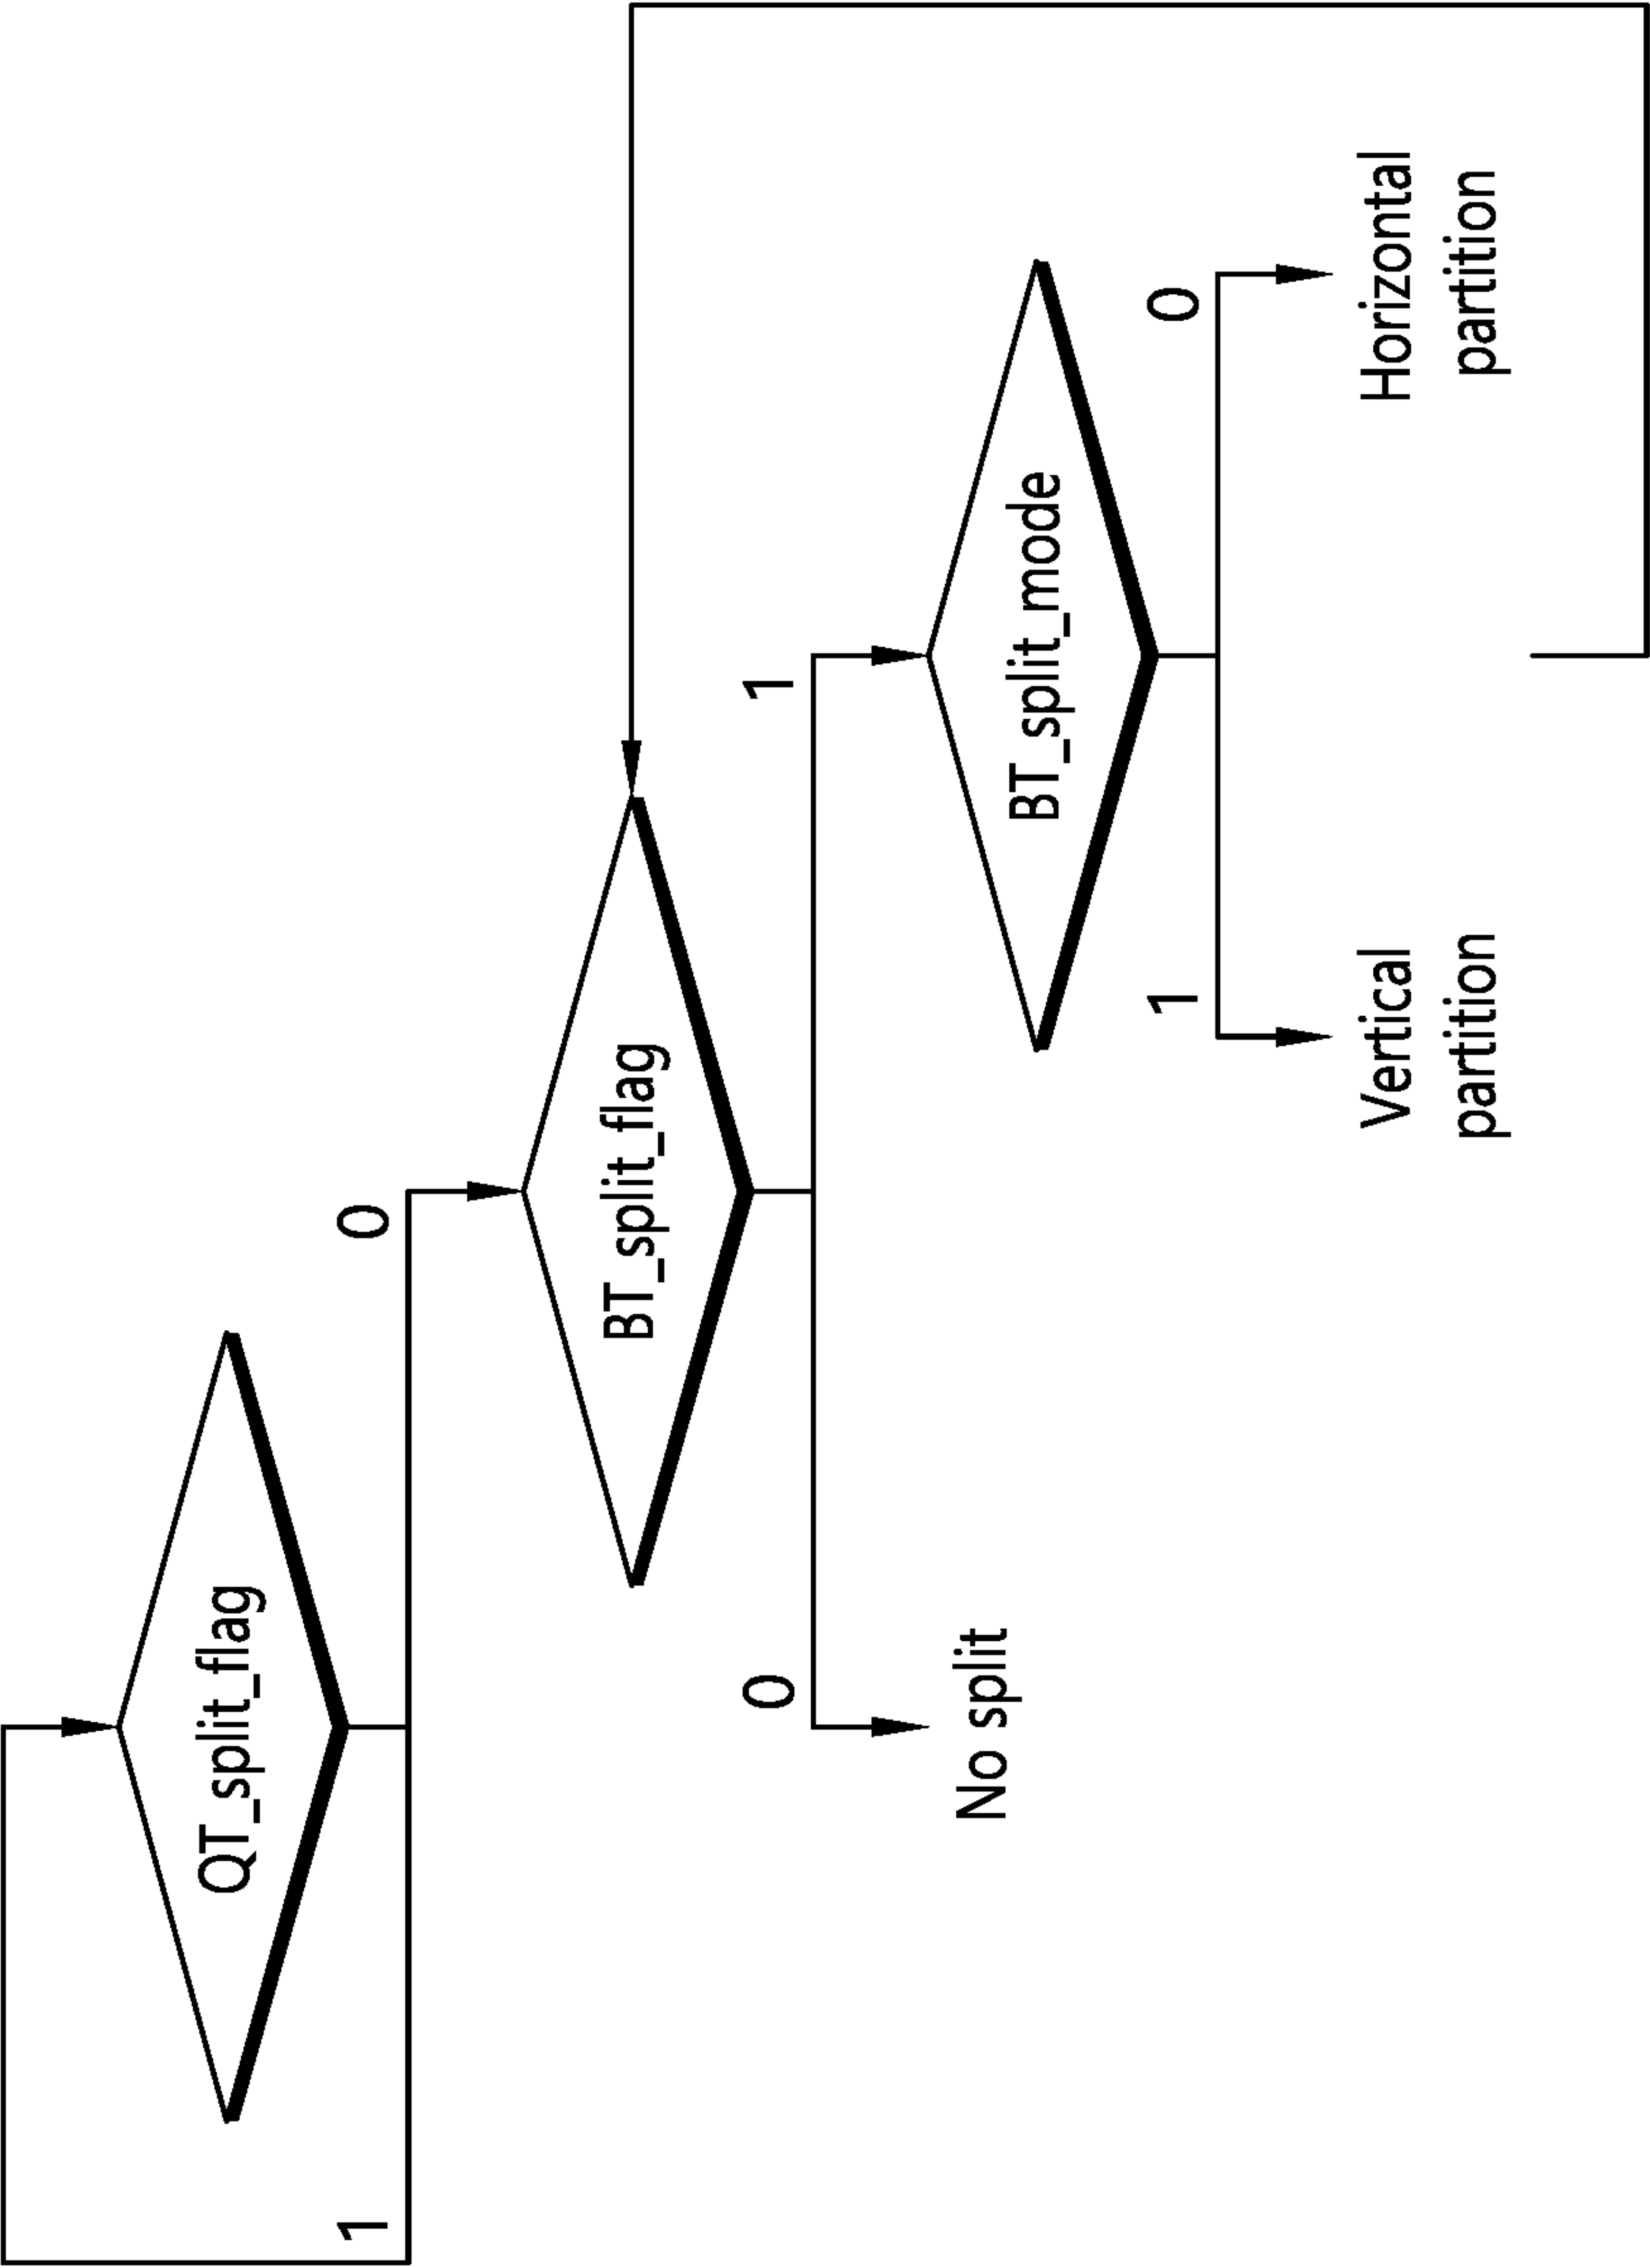 QT_split_flag
1
0
BT_split_flag
0
1
No split
BT_split_mode
1
0
Vertical
partition
Horizontal
partition